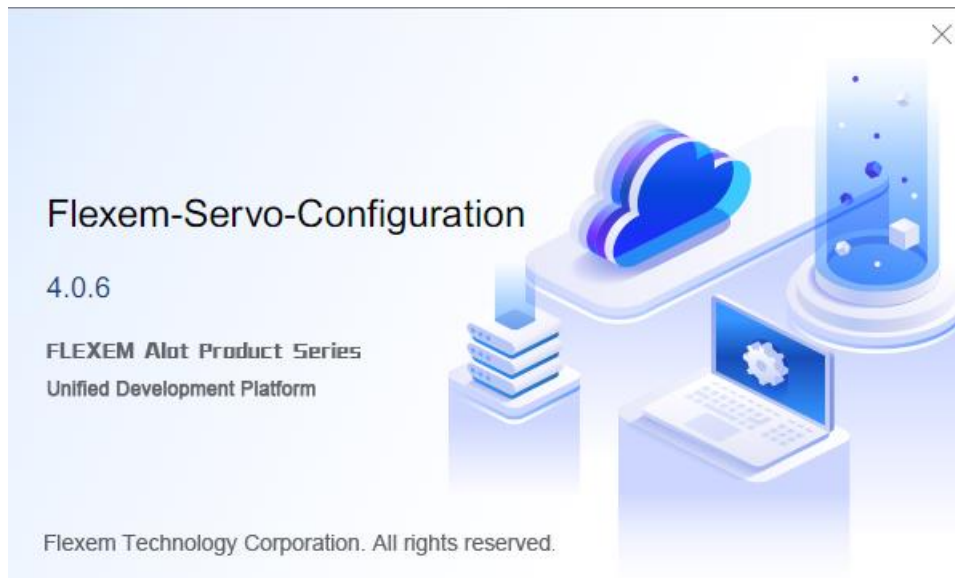 Flexem-Servo-Configuration
4.0.6
FLEXEM AIot Product Series
Unified Development Platform
Flexem Technology Corporation. All rights reserved.